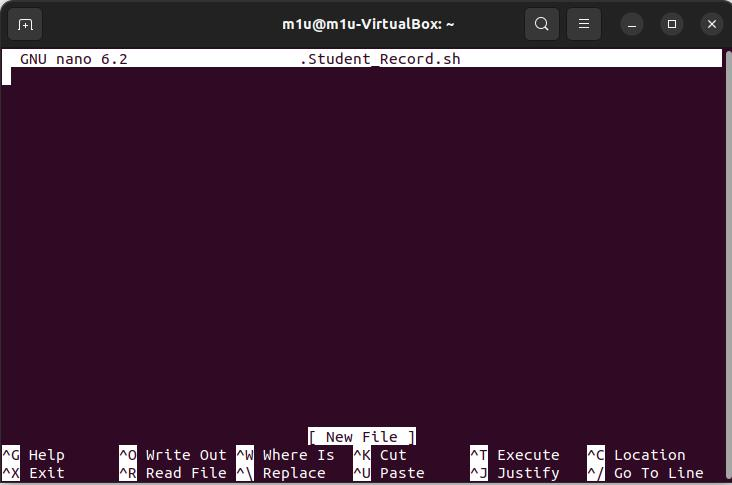 m1u@m1u-VirtualBox: ~
GNU nano 6.2 .Student_Record.sh
[ New File ]
^G Help ^O Write Out ^W Where Is ^K Cut ^T Execute ^C Location
^X Exit ^R Read File ^\ Replace ^U Paste ^J Justify ^/ Go To Line